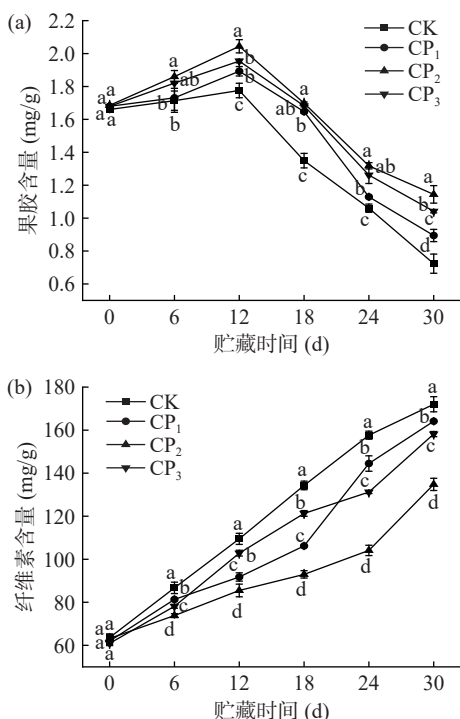 (a)
CK
CP₁
CP₂
CP₃
果胶含量 (mg/g)
2.2
2.0
1.8
1.6
1.4
1.2
1.0
0.8
0.6
a
a
a
a
a
a
ab
b
b
a
b
b
c
a
ab
c
a
ab
b
c
a
b
c
d
0 6 12 18 24 30
贮藏时间 (d)
(b)
CK
CP₁
CP₂
CP₃
纤维素含量 (mg/g)
180
160
140
120
100
80
60
a
a
a
a
a
b
c
d
a
b
c
d
a
b
c
d
a
b
c
d
a
b
c
d
0 6 12 18 24 30
贮藏时间 (d)